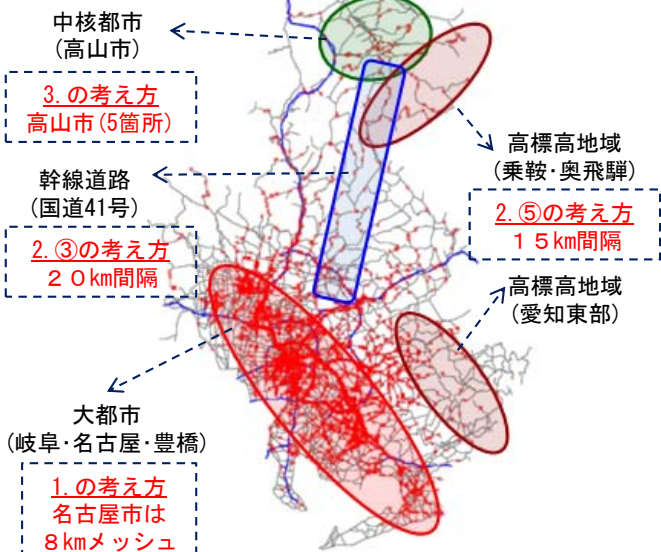 中核都市
(高山市)
3. の考え方
高山市(5箇所)
幹線道路
(国道41号)
2. ③の考え方
２０km間隔
高標高地域
(乗鞍･奥飛騨)
2. ⑤の考え方
１５km間隔
高標高地域
(愛知東部)
大都市
(岐阜･名古屋･豊橋)
1. の考え方
名古屋市は
８kmメッシュ